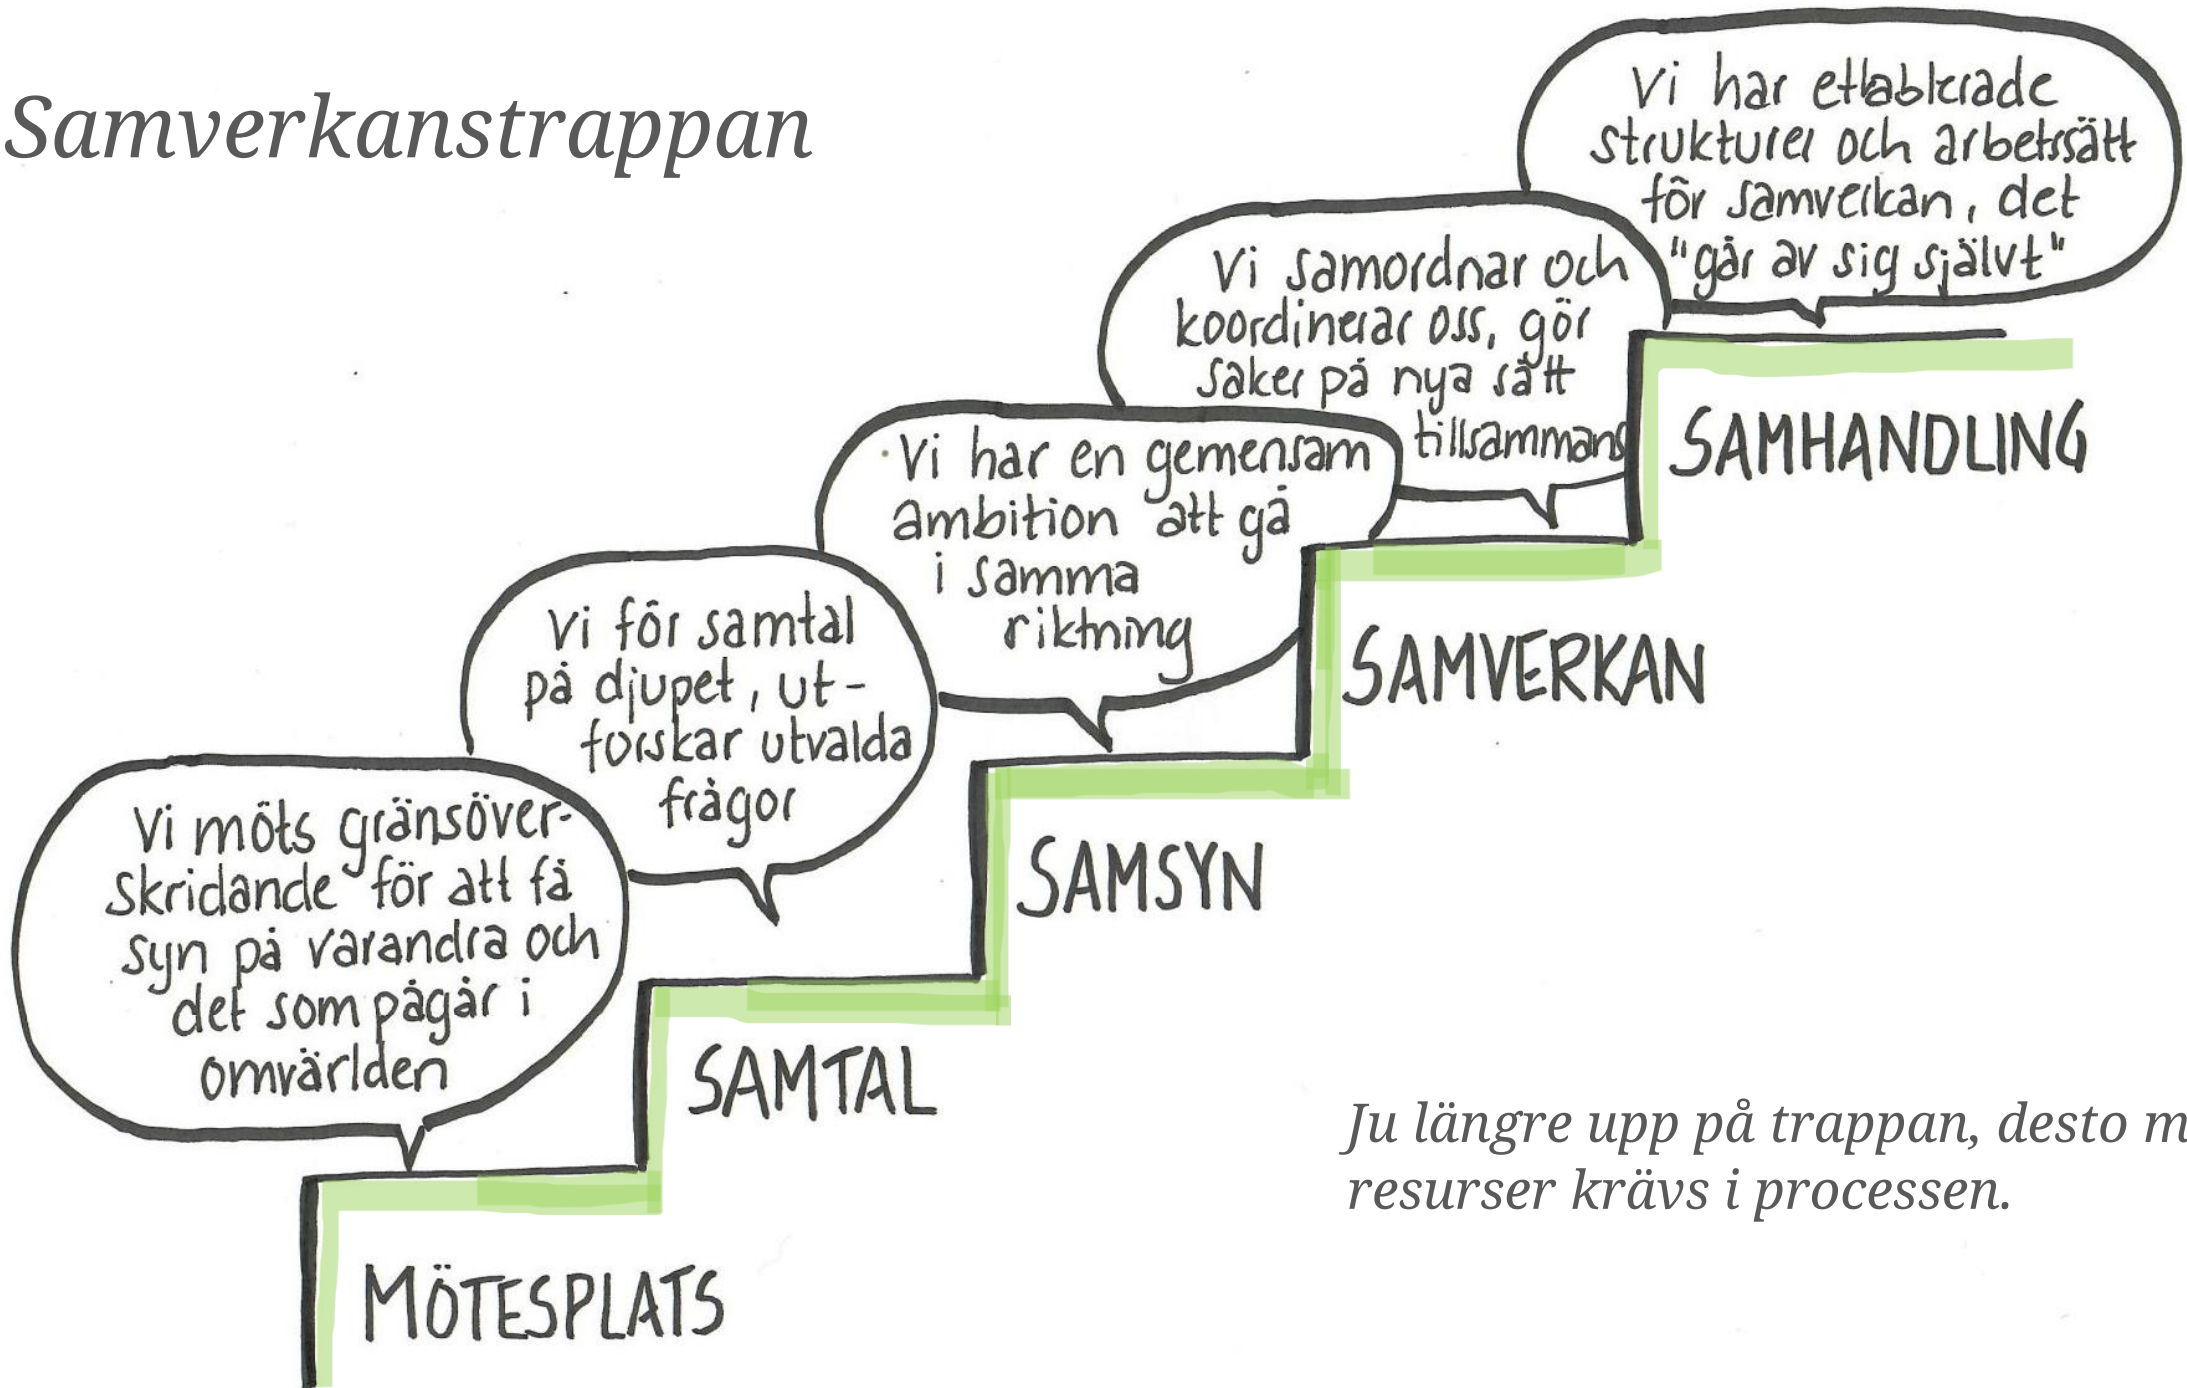 Samverkanstrappan
Vi har etablerade
strukturer och arbetssätt
för samverkan, det
"går av sig självt"
Vi samordnar och
koordinerar oss, gör
saker på nya sätt
tillsammans
SAMHANDLING
Vi har en gemensam
ambition att gå
i samma
riktning
SAMVERKAN
Vi för samtal
på djupet, ut-
forskar utvalda
frågor
SAMSYN
Vi möts gränsöver-
skridande för att få
syn på varandra och
det som pågår i
omvärlden
SAMTAL
MÖTESPLATS
Ju längre upp på trappan, desto m
resurser krävs i processen.